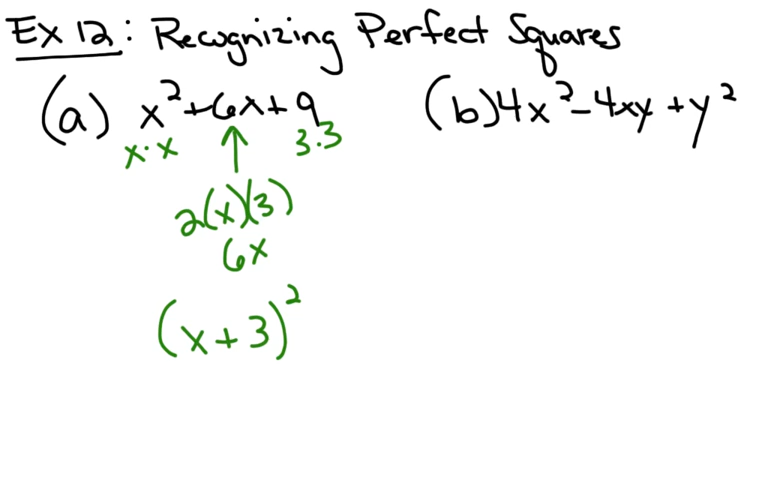 Ex 12: Recognizing Perfect Squares
(a) x² + 6x + 9
x · x
3 · 3
2(x)(3)
6x
(x + 3)²
(b) 4x² - 4xy + y²